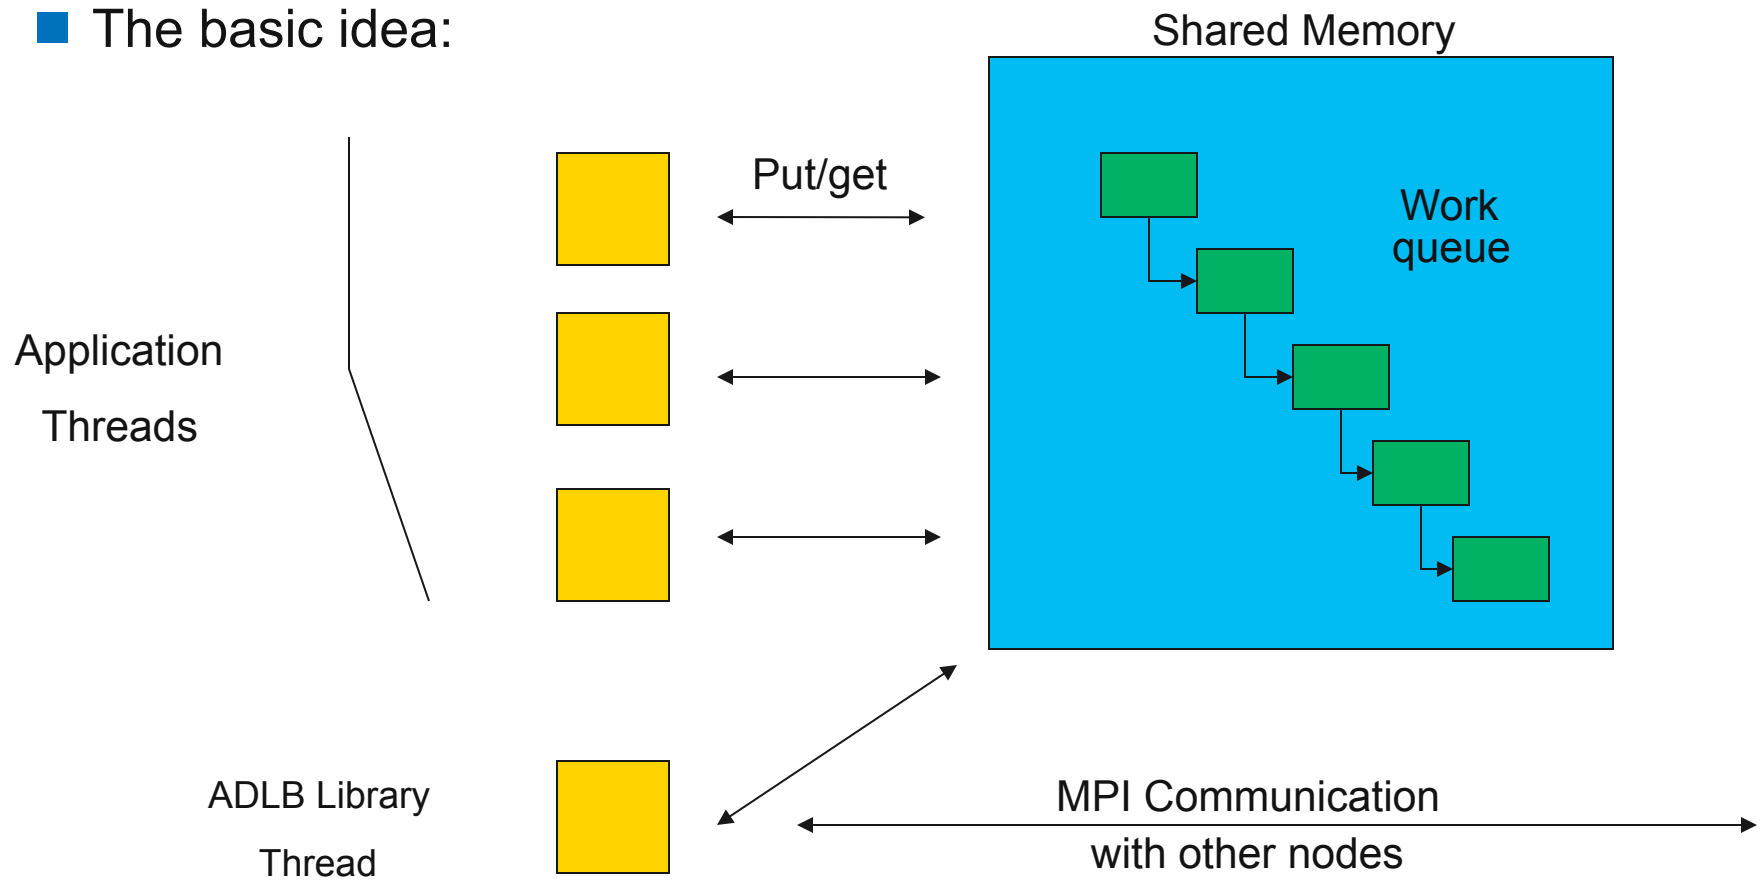 The basic idea:
Shared Memory
Put/get
Work
queue
Application
Threads
ADLB Library
Thread
MPI Communication
with other nodes